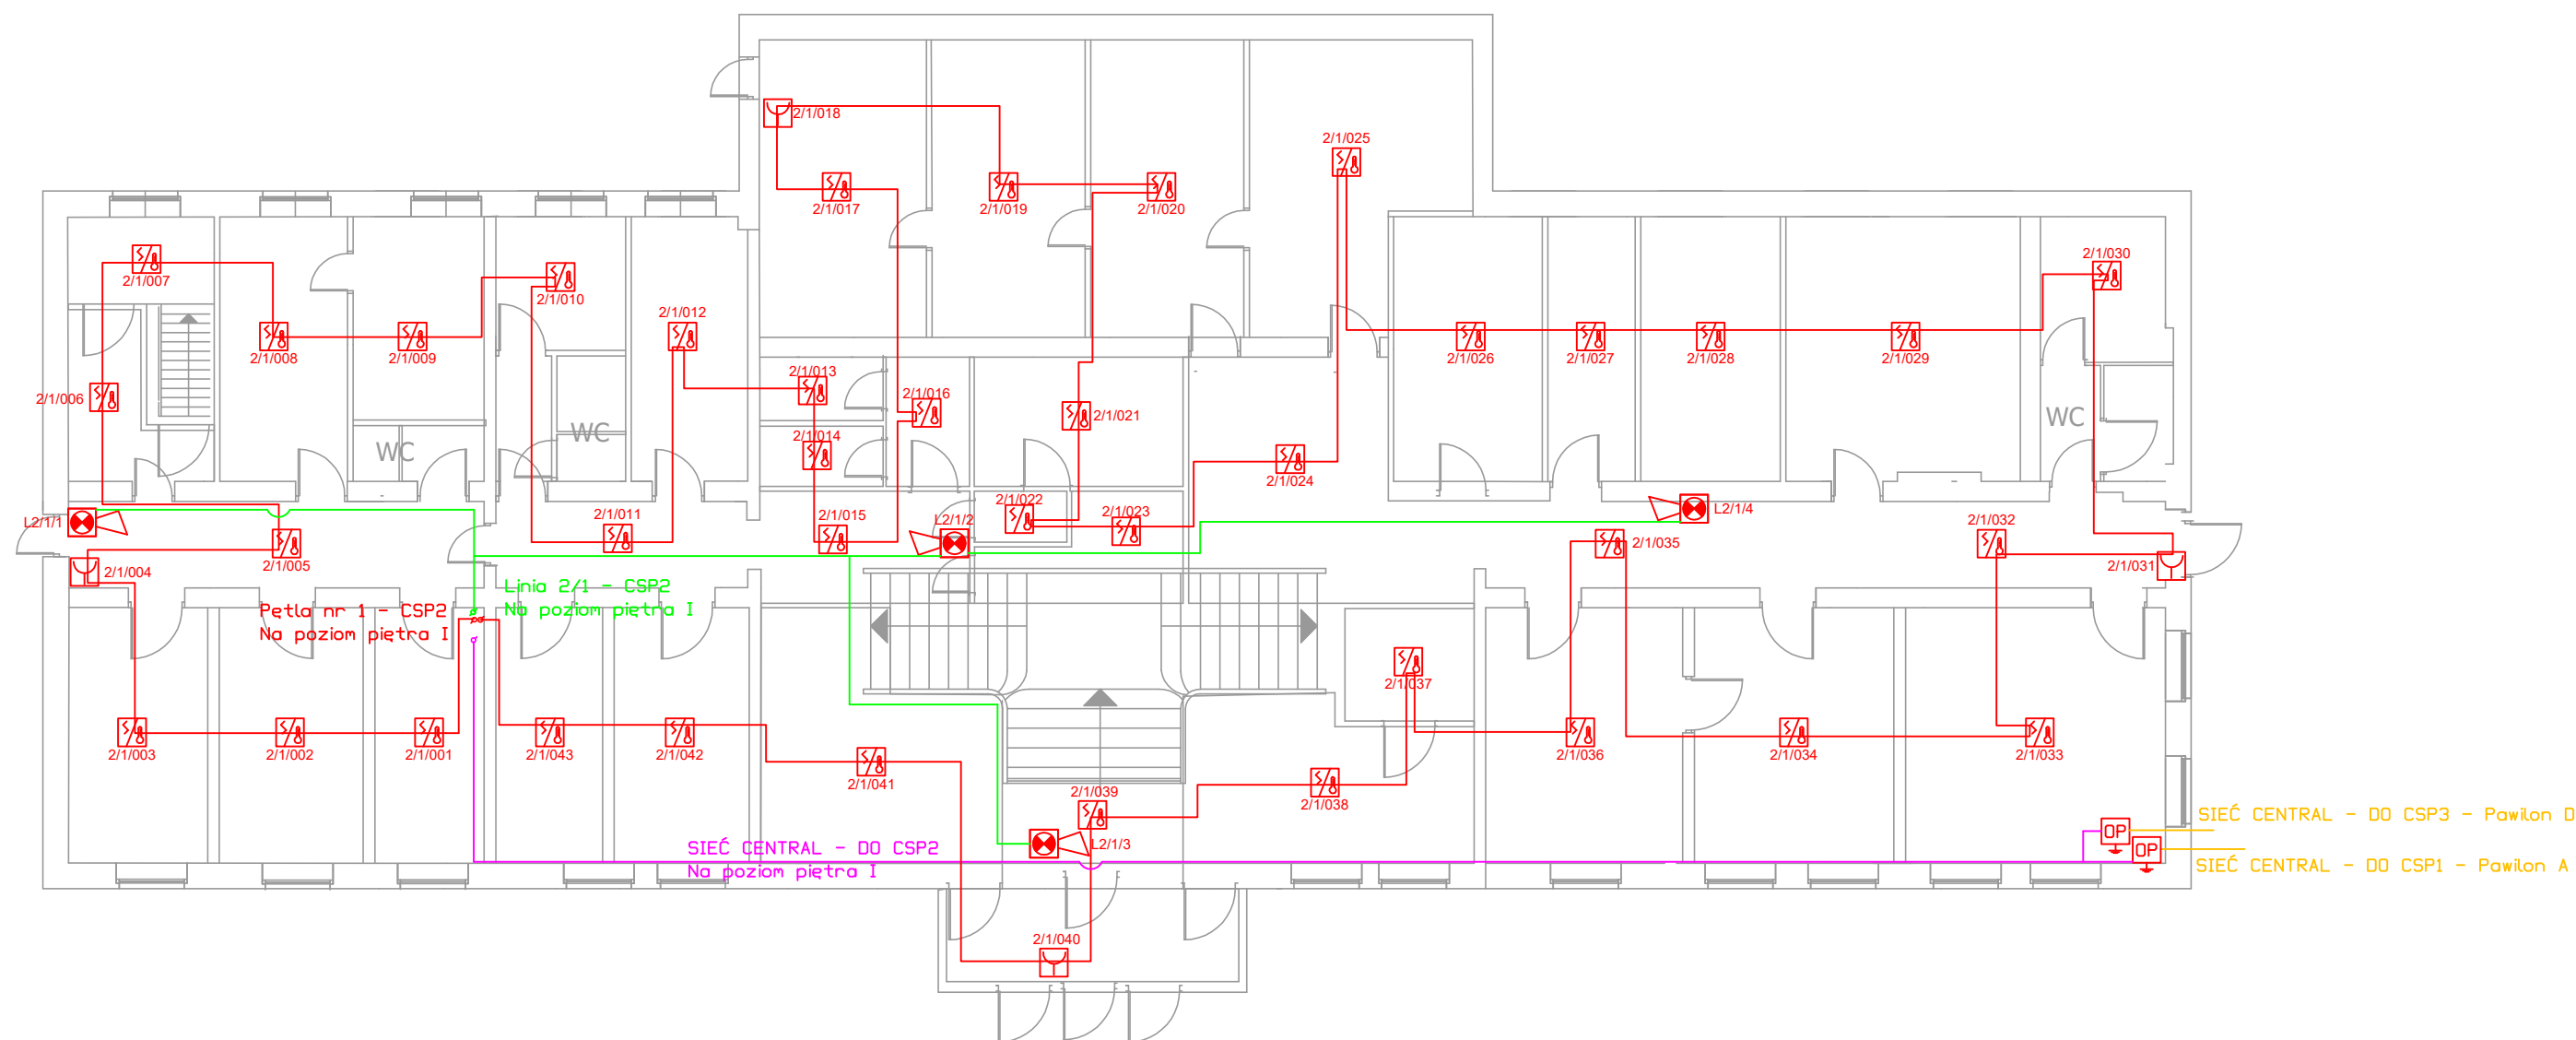 2/1/018
2/1/025
2/1/017
2/1/019
2/1/020
2/1/007
2/1/010
2/1/030
2/1/012
2/1/008
2/1/009
2/1/026
2/1/027
2/1/028
2/1/029
2/1/013
2/1/006
2/1/016
2/1/021
WC
WC
WC
2/1/014
2/1/024
2/1/022
2/1/023
L2/1/4
L2/1/1
2/1/011
2/1/015
L2/1/2
2/1/032
2/1/035
2/1/005
2/1/004
2/1/031
Linia 2/1 - CSP2
Na poziom piętra I
Pętla nr 1 - CSP2
Na poziom piętra I
2/1/037
2/1/003
2/1/002
2/1/001
2/1/043
2/1/042
2/1/036
2/1/034
2/1/033
2/1/041
2/1/039
2/1/038
SIEĆ CENTRAL - DO CSP3 - Pawilon D
OP
L2/1/3
SIEĆ CENTRAL - DO CSP2
Na poziom piętra I
OP
SIEĆ CENTRAL - DO CSP1 - Pawilon A
2/1/040